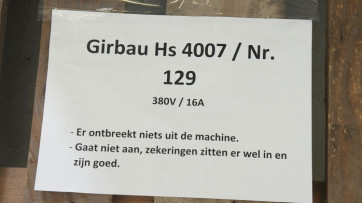 Girbau Hs 4007 / Nr.
129
380V / 16A
- Er ontbreekt niets uit de machine.
- Gaat niet aan, zekeringen zitten er wel in en
zijn goed.